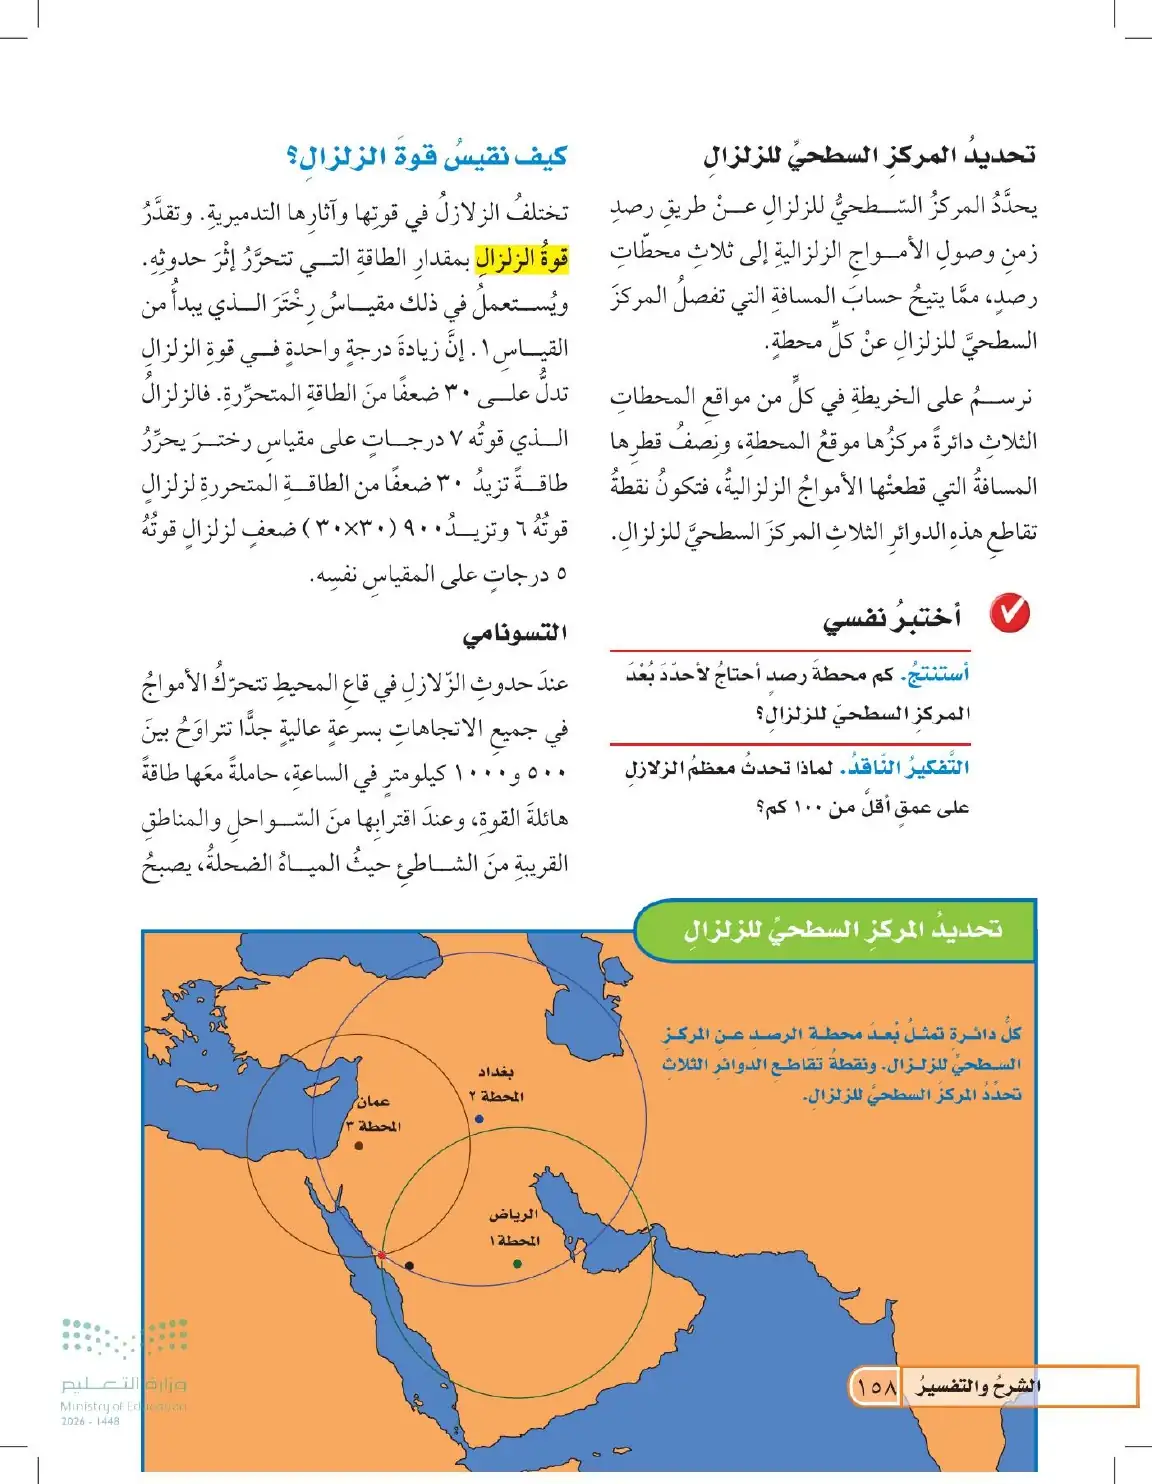 تحديدُ المركزِ السطحيِّ للزلزالِ
يحدَّدُ المركزُ السّطحيُّ للزلزالِ عنْ طريقِ رصدِ
زمنِ وصولِ الأمواجِ الزلزاليةِ إلى ثلاثِ محطّاتِ
رصدٍ، ممَّا يتيحُ حسابَ المسافةِ التي تفصلُ المركزَ
السطحيَّ للزلزالِ عنْ كلِّ محطةٍ.
نرسمُ على الخريطةِ في كلٍّ من مواقعِ المحطاتِ
الثلاثِ دائرةً مركزُها موقعُ المحطةِ، ونِصفُ قطرِها
المسافةُ التي قطعتْها الأمواجُ الزلزاليةُ، فتكونُ نقطةُ
تقاطعِ هذهِ الدوائرِ الثلاثِ المركزَ السطحيَّ للزلزالِ.
أختبرُ نفسي
أستنتجُ. كم محطةَ رصدٍ أحتاجُ لأحدّدَ بُعْدَ
المركزِ السطحيَ للزلزالِ؟
التَّفكيرُ النَّاقدُ. لماذا تحدثُ معظمُ الزلازلِ
على عمقٍ أقلَّ من ١٠٠ كم؟
كيف نقيسُ قوةَ الزلزالِ؟
تختلفُ الزلازلُ في قوتِها وآثارِها التدميريةِ. وتقدَّرُ
قوةُ الزلزالِ بمقدارِ الطاقةِ التي تتحرَّرُ إثْرَ حدوثِهِ.
ويُستعملُ في ذلك مقياسُ رِخْتَرَ الذي يبدأُ من
القياسِ ١. إنَّ زيادةَ درجةٍ واحدةٍ في قوةِ الزلزالِ
تدلُّ على ٣٠ ضعفًا منَ الطاقةِ المتحرِّرةِ. فالزلزالُ
الذي قوتُه ٧ درجاتٍ على مقياسِ رختر يحرِّرُ
طاقةً تزيدُ ٣٠ ضعفًا من الطاقةِ المتحررةِ لزلزالٍ
قوتُهُ ٦ وتزيدُ ٩٠٠ (٣٠×٣٠) ضعفٍ لزلزالٍ قوتُهُ
٥ درجاتٍ على المقياسِ نفسِه.
التسونامي
عندَ حدوثِ الزّلازلِ في قاعِ المحيطِ تتحرّكُ الأمواجُ
في جميعِ الاتجاهاتِ بسرعةٍ عاليةٍ جدًّا تتراوَحُ بينَ
٥٠٠ و١٠٠٠ كيلومترٍ في الساعةِ، حاملةً معَها طاقةً
هائلةَ القوةِ، وعندَ اقترابِها منَ السّواحلِ والمناطقِ
القريبةِ منَ الشاطئِ حيثُ المياهُ الضحلةُ، يصبحُ
تحديدُ المركزِ السطحيِّ للزلزالِ
كلُّ دائرةٍ تمثلُ بُعدَ محطةِ الرصدِ عنِ المركزِ
السطحيِّ للزلزال. ونقطةُ تقاطعِ الدوائرِ الثلاثِ
تحدِّدُ المركزَ السطحيَّ للزلزالِ.
بغداد
المحطة ٢
عمان
المحطة ٣
الرياض
المحطة ١
الشرحُ والتفسيرُ ١٥٨
وزارة التعليم
Ministry of Education
2026 - 1448